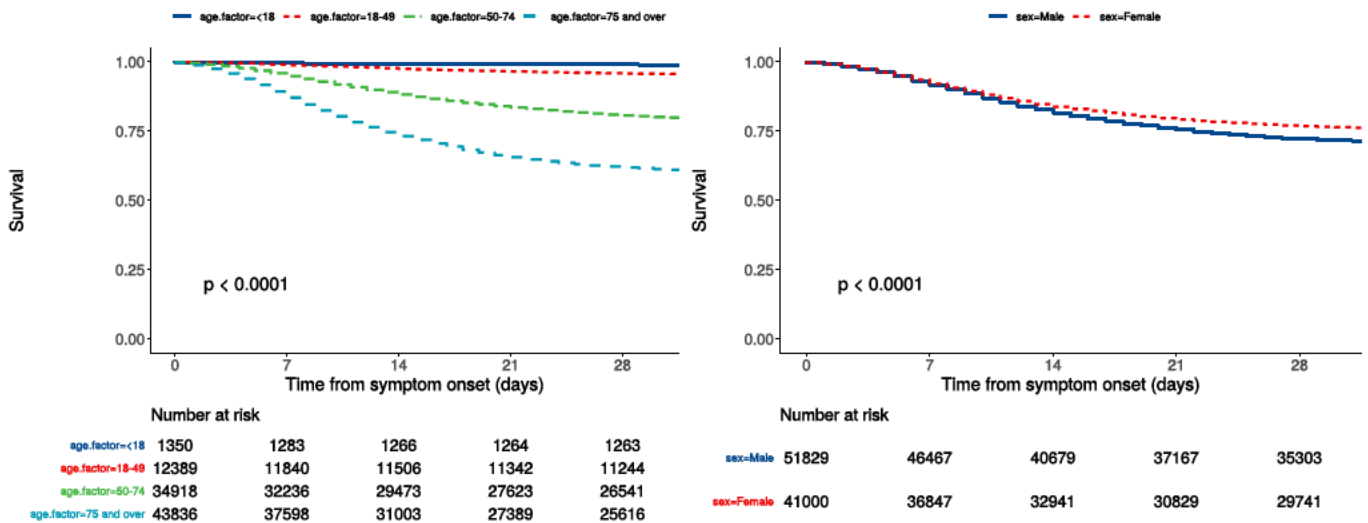 age.factor=<18 age.factor=18-49 age.factor=50-74 age.factor=75 and over
1.00
0.75
0.50
0.25
0.00
Survival
p < 0.0001
0 7 14 21 28
Time from symptom onset (days)
Number at risk
age.factor=<18 1350 1283 1266 1264 1263
age.factor=18-49 12389 11840 11506 11342 11244
age.factor=50-74 34918 32236 29473 27623 26541
age.factor=75 and over 43836 37598 31003 27389 25616
sex=Male sex=Female
1.00
0.75
0.50
0.25
0.00
Survival
p < 0.0001
0 7 14 21 28
Time from symptom onset (days)
Number at risk
sex=Male 51829 46467 40679 37167 35303
sex=Female 41000 36847 32941 30829 29741